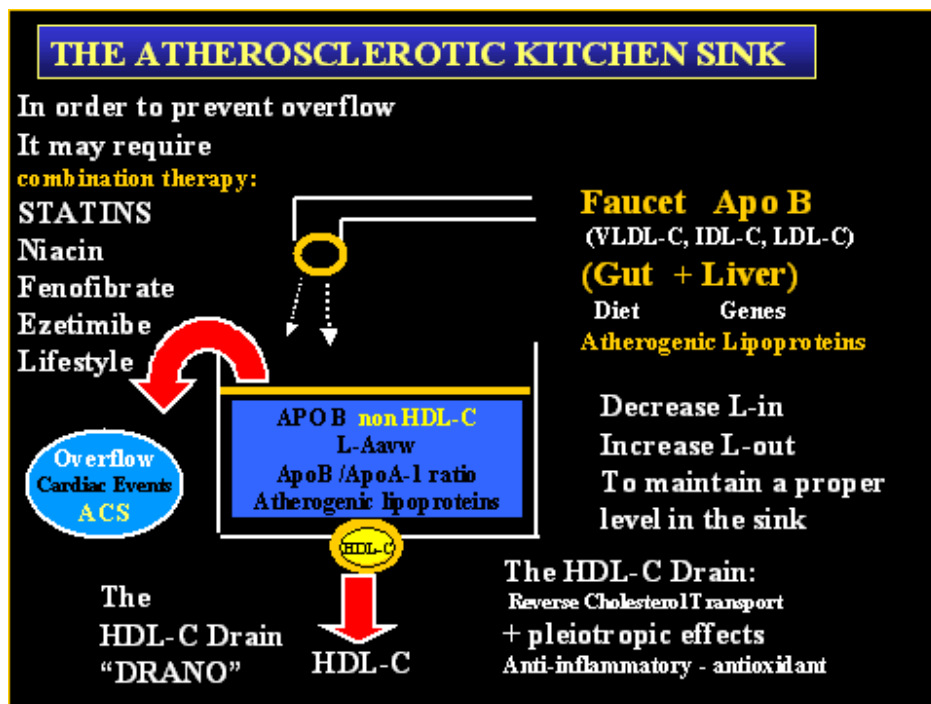 THE ATHEROSCLEROTIC KITCHEN SINK
In order to prevent overflow
It may require
combination therapy:
STATINS
Niacin
Fenofibrate
Ezetimibe
Lifestyle
Faucet Apo B
(VLDL-C, IDL-C, LDL-C)
(Gut + Liver)
Diet Genes
Atherogenic Lipoproteins
APO B non HDL-C
L-Aavw
ApoB /ApoA-1 ratio
Atherogenic lipoproteins
Overflow
Cardiac Events
ACS
Decrease L-in
Increase L-out
To maintain a proper
level in the sink
HDL-C
The
HDL-C Drain
“DRANO”
HDL-C
The HDL-C Drain:
Reverse Cholesterol Transport
+ pleiotropic effects
Anti-inflammatory - antioxidant